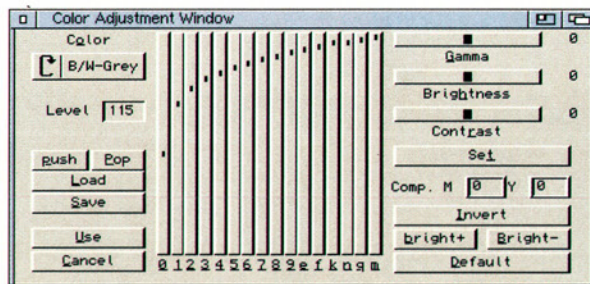 Color Adjustment Window
Color
B/W-Grey
Level 115
push Pop
Load
Save
Use
Cancel
0 1 2 3 4 5 6 7 8 9 e f k n q m
0
Gamma
0
Brightness
0
Contrast
Set
Comp. M 0 Y 0
Invert
bright+ Bright-
Default